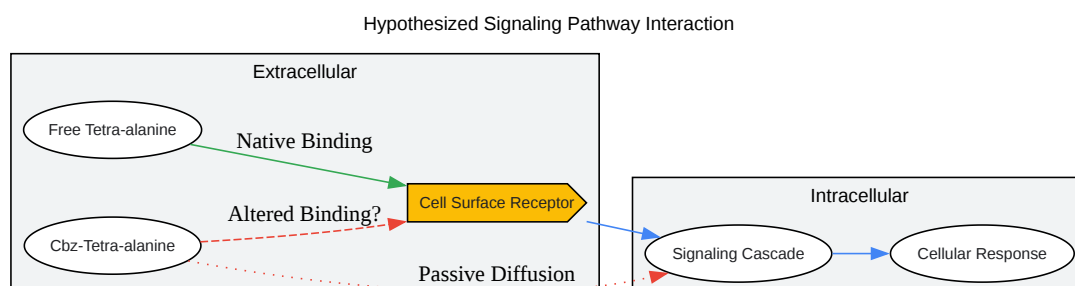 Hypothesized Signaling Pathway Interaction
Extracellular
Free Tetra-alanine
Native Binding
Cell Surface Receptor
Altered Binding?
Cbz-Tetra-alanine
Passive Diffusion
Intracellular
Signaling Cascade
Cellular Response